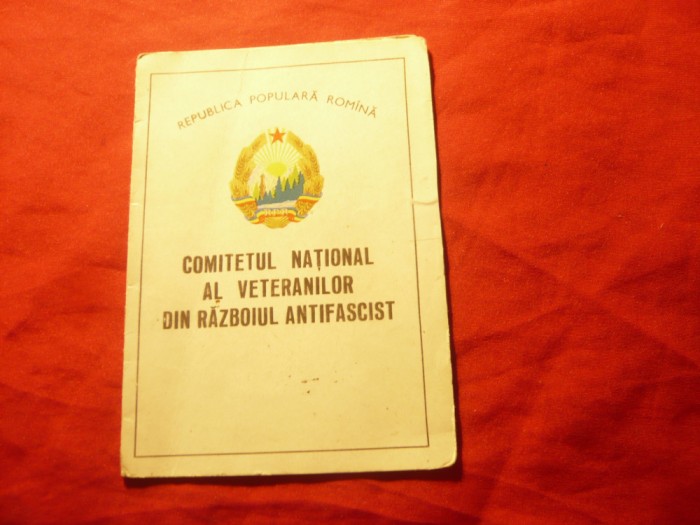 REPUBLICA POPULARĂ ROMÎNĂ
COMITETUL NAȚIONAL
AL VETERANILOR
DIN RĂZBOIUL ANTIFASCIST